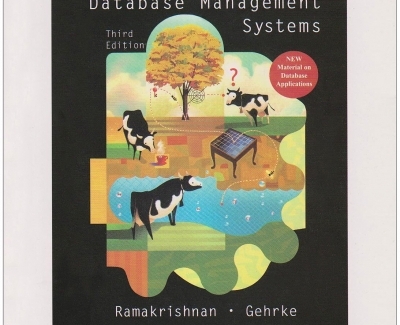 Database Management
Systems
Third
Edition
NEW
Material on
Database
Applications
?
?
Ramakrishnan · Gehrke